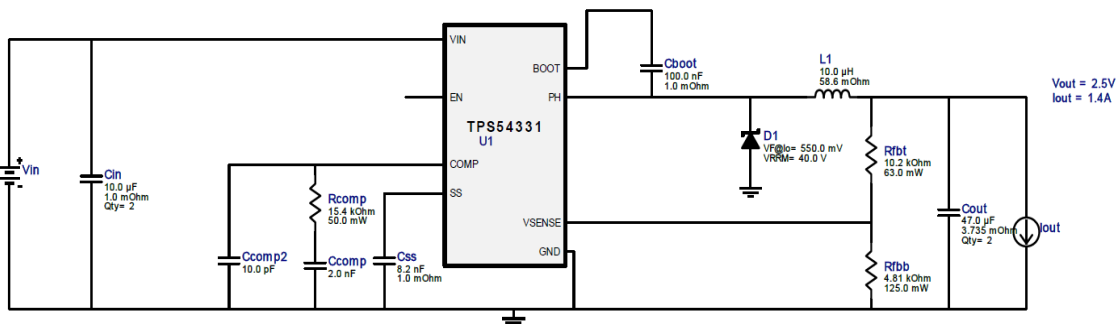 VIN
BOOT
EN
PH
TPS54331
U1
COMP
SS
VSENSE
GND
Vin
Cin
10.0 µF
1.0 mOhm
Qty= 2
Ccomp2
10.0 pF
Rcomp
15.4 kOhm
50.0 mW
Ccomp
2.0 nF
Css
8.2 nF
1.0 mOhm
Cboot
100.0 nF
1.0 mOhm
L1
10.0 µH
58.6 mOhm
D1
VF@Io= 550.0 mV
VRRM= 40.0 V
Rfbt
10.2 kOhm
63.0 mW
Rfbb
4.81 kOhm
125.0 mW
Cout
47.0 µF
3.735 mOhm
Qty= 2
Iout
Vout = 2.5V
Iout = 1.4A